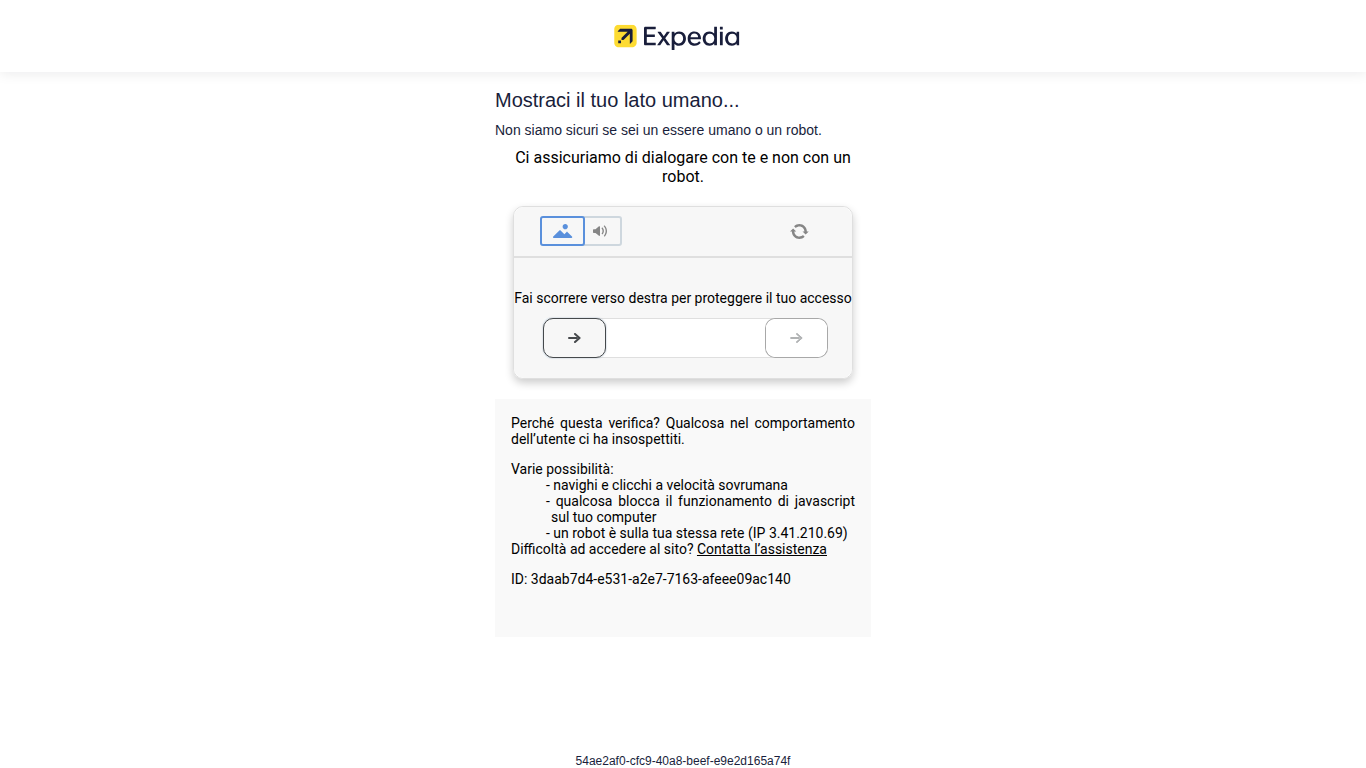 Expedia
Mostraci il tuo lato umano...
Non siamo sicuri se sei un essere umano o un robot.
Ci assicuriamo di dialogare con te e non con un
robot.
Fai scorrere verso destra per proteggere il tuo accesso
Perché questa verifica? Qualcosa nel comportamento
dell'utente ci ha insospettiti.
Varie possibilità:
- navighi e clicchi a velocità sovrumana
- qualcosa blocca il funzionamento di javascript
sul tuo computer
- un robot è sulla tua stessa rete (IP 3.41.210.69)
Difficoltà ad accedere al sito? Contatta l'assistenza
ID: 3daab7d4-e531-a2e7-7163-afeee09ac140
54ae2af0-cfc9-40a8-beef-e9e2d165a74f